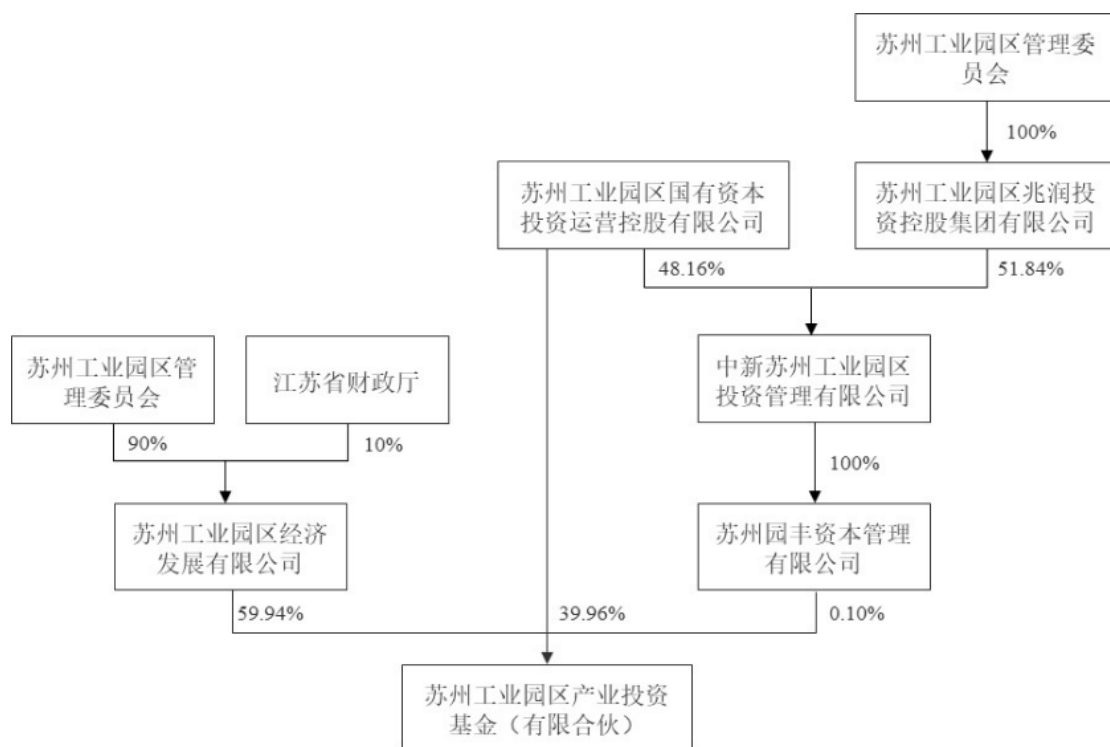 苏州工业园区管理委
员会
100%
苏州工业园区国有资本
投资运营控股有限公司
苏州工业园区兆润投
资控股集团有限公司
48.16%
51.84%
苏州工业园区管
理委员会
江苏省财政厅
中新苏州工业园区
投资管理有限公司
90%
10%
100%
苏州工业园区经济
发展有限公司
苏州园丰资本管理
有限公司
59.94%
39.96%
0.10%
苏州工业园区产业投资
基金（有限合伙）